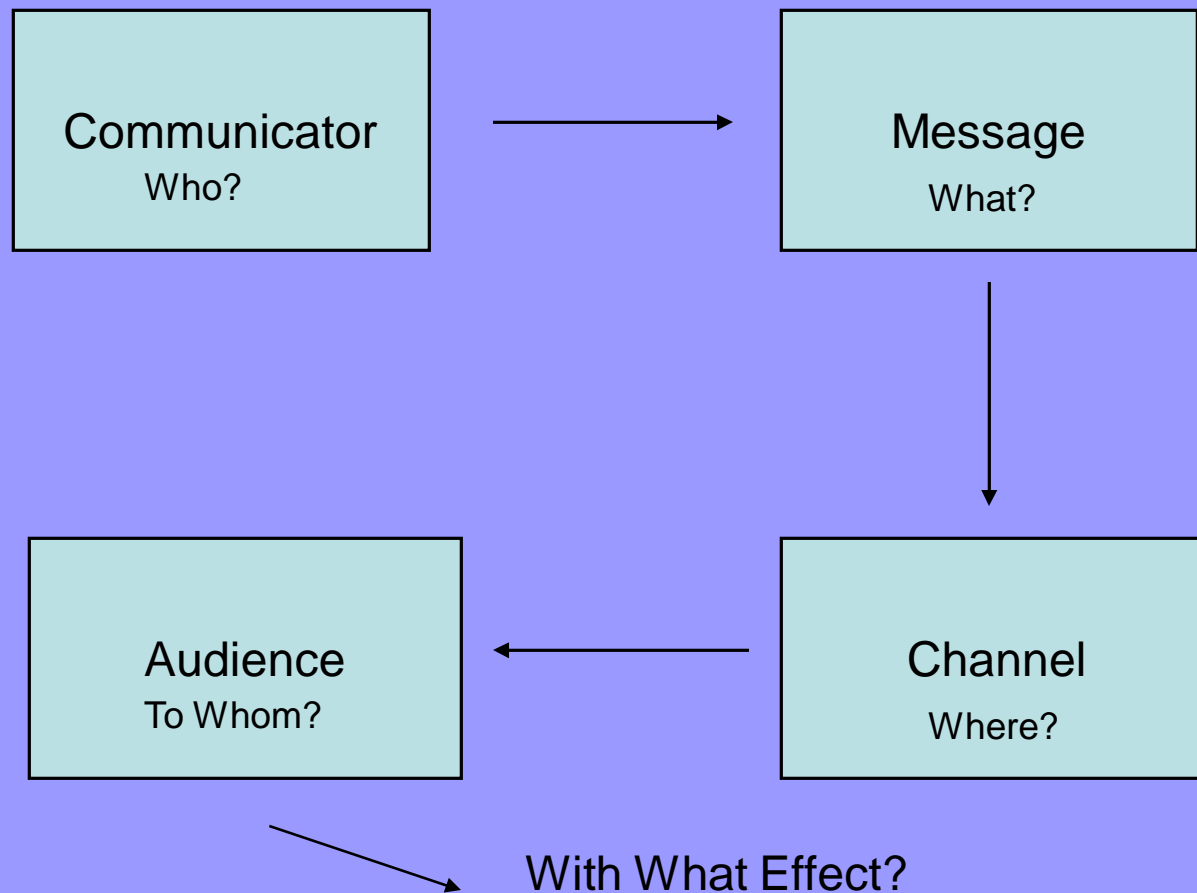 Communicator
Who?
Message
What?
Channel
Where?
Audience
To Whom?
With What Effect?